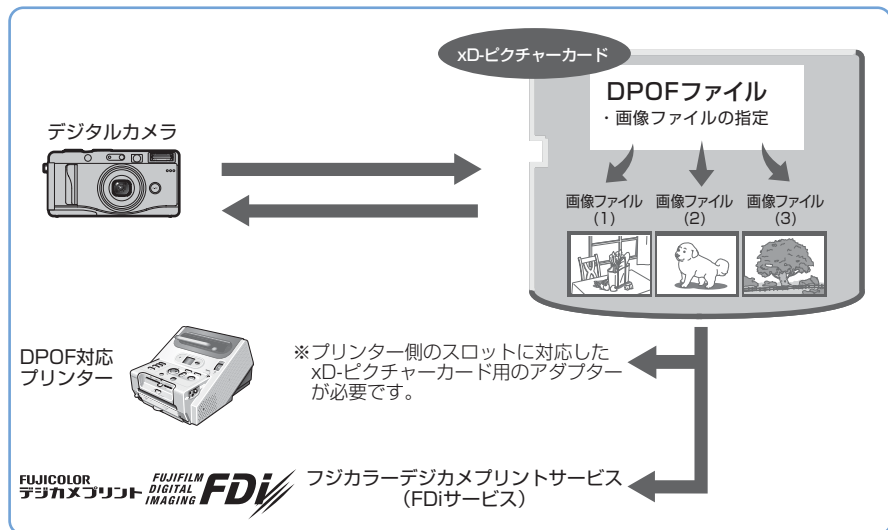 xD-ピクチャーカード
DPOFファイル
・画像ファイルの指定
デジタルカメラ
画像ファイル
(1)
画像ファイル
(2)
画像ファイル
(3)
DPOF対応
プリンター
※プリンター側のスロットに対応した
xD-ピクチャーカード用のアダプター
が必要です。
FUJICOLOR
デジカメプリント
FUJIFILM
DIGITAL
IMAGING
FDi
フジカラーデジカメプリントサービス
（FDiサービス）